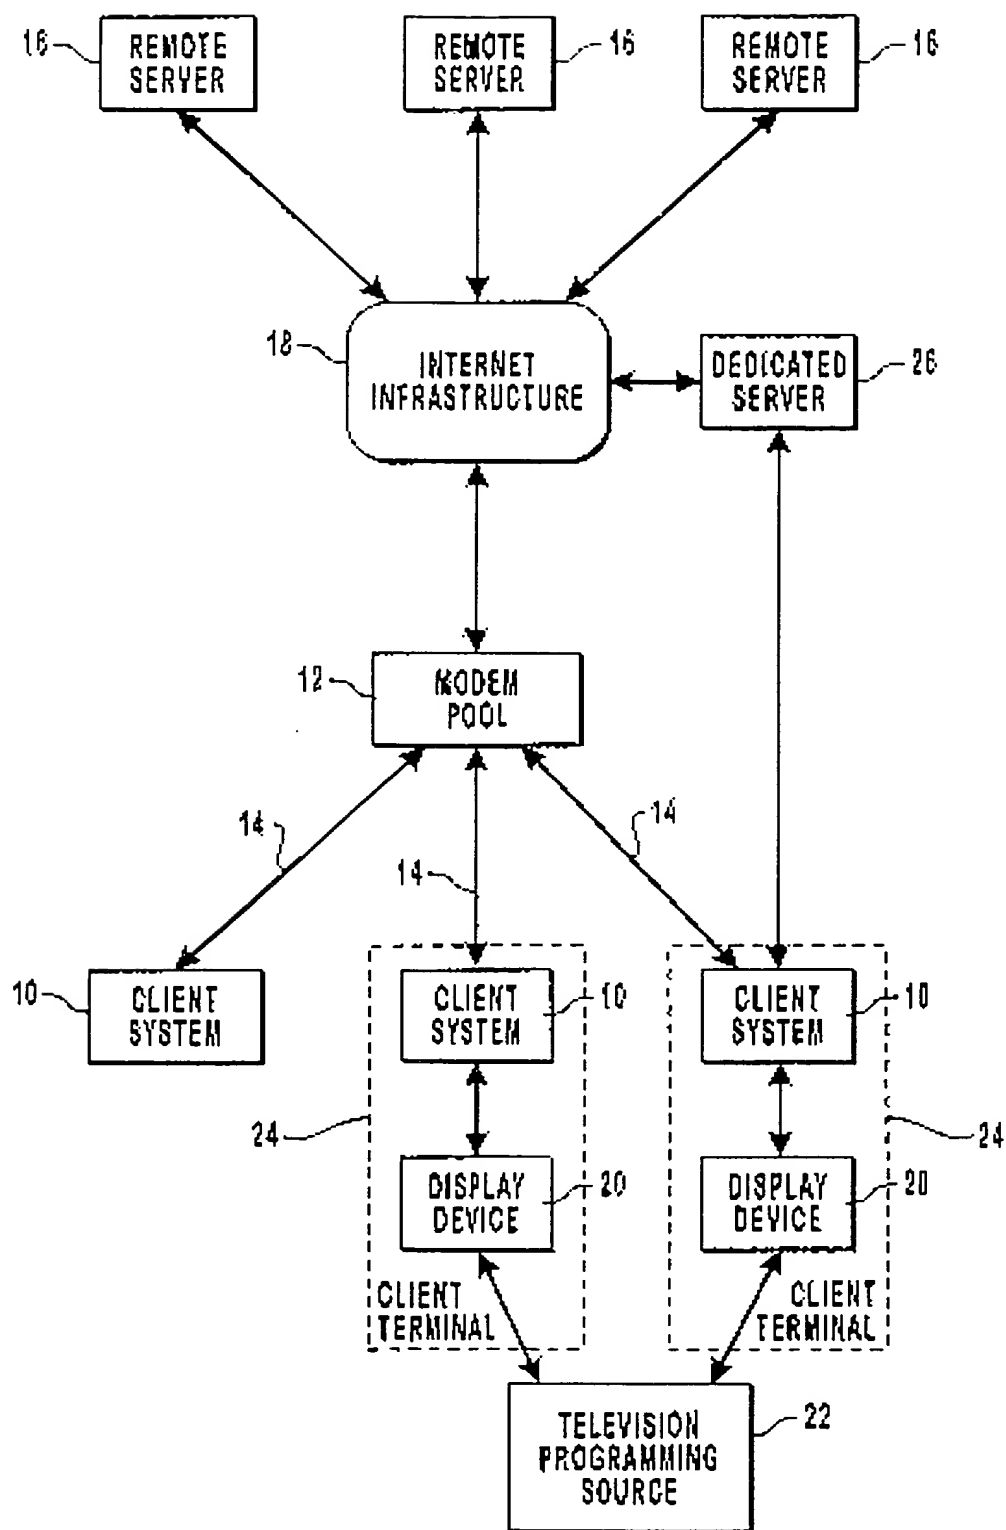 16
REMOTE
SERVER
REMOTE
SERVER
16
REMOTE
SERVER
16
18
INTERNET
INFRASTRUCTURE
DEDICATED
SERVER
26
12
MODEM
POOL
14
14
14
10
CLIENT
SYSTEM
CLIENT
SYSTEM
10
CLIENT
SYSTEM
10
24
24
DISPLAY
DEVICE
20
DISPLAY
DEVICE
20
CLIENT
TERMINAL
CLIENT
TERMINAL
TELEVISION
PROGRAMMING
SOURCE
22